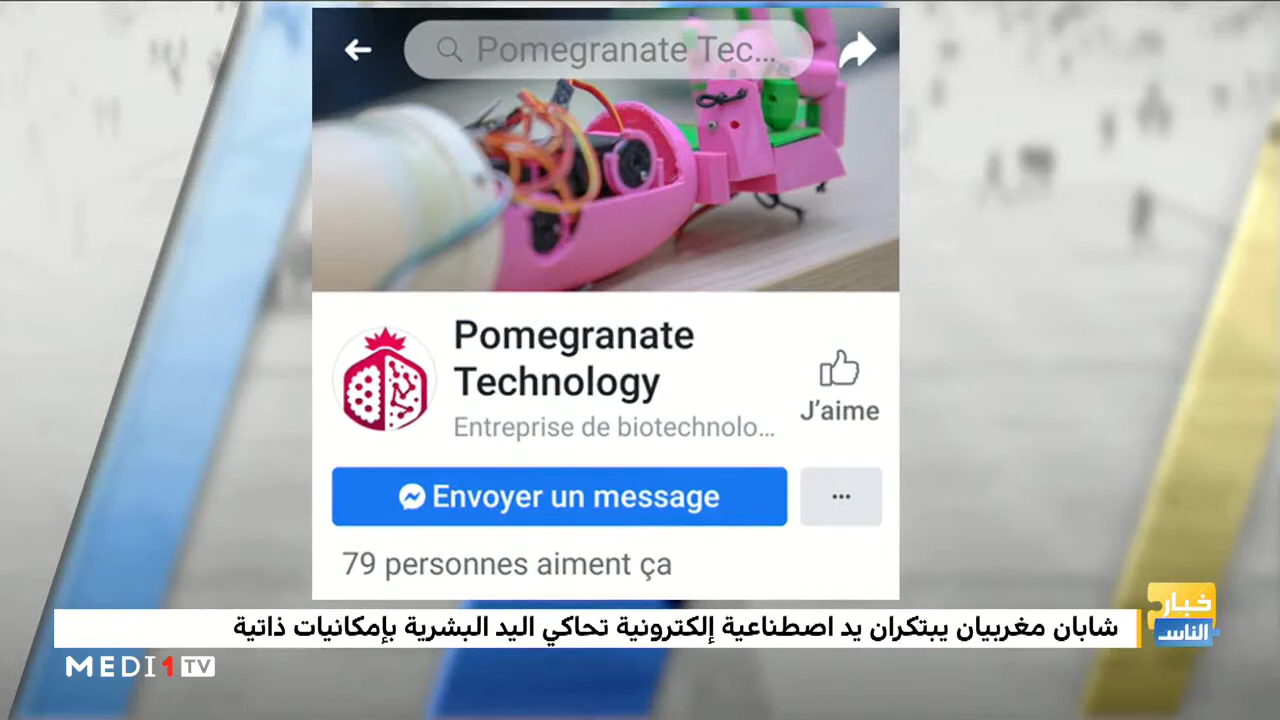 Pomegranate Tec...
Pomegranate
Technology
Entreprise de biotechnolo...
J'aime
Envoyer un message
...
79 personnes aiment ça
خبار
الناس
شابان مغربيان يبتكران يد اصطناعية إلكترونية تحاكي اليد البشرية بإمكانيات ذاتية
MEDI1TV